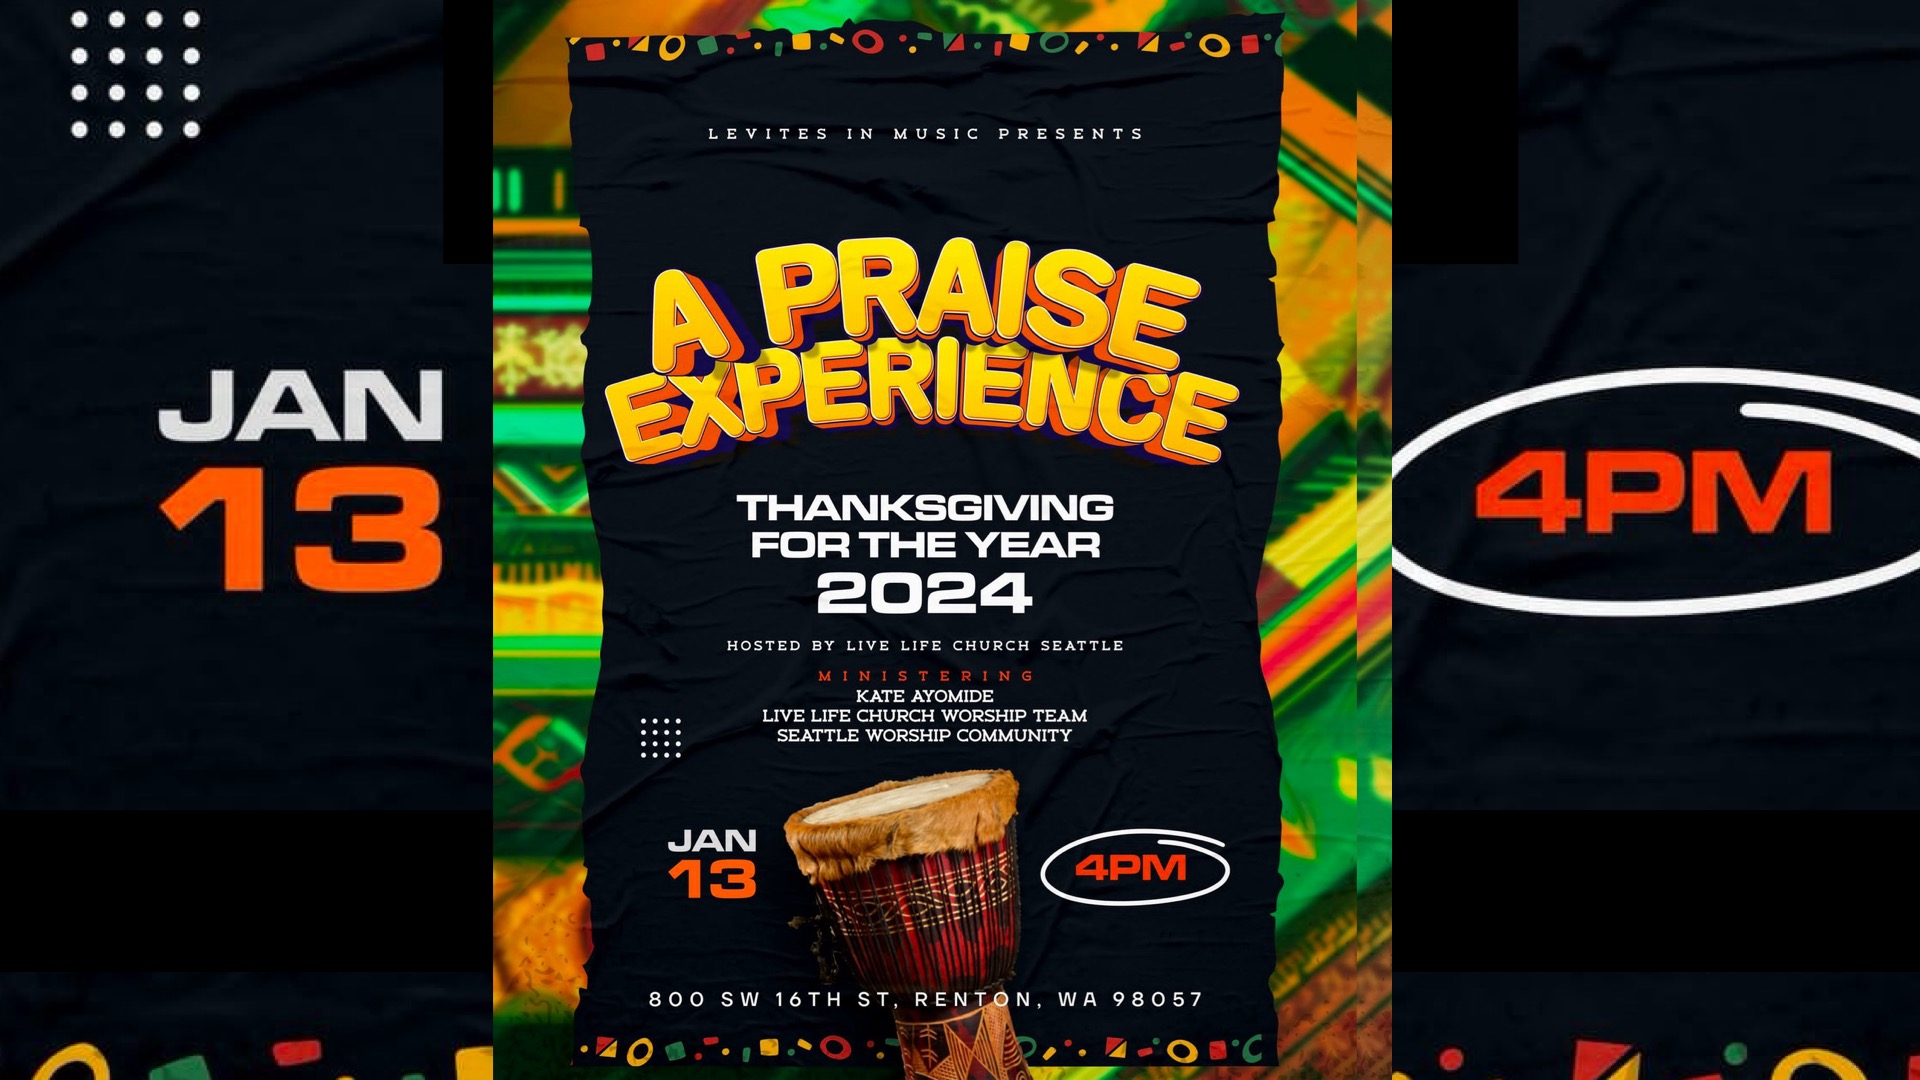 LEVITES IN MUSIC PRESENTS
A PRAISE
EXPERIENCE
THANKSGIVING
FOR THE YEAR
2024
HOSTED BY LIVE LIFE CHURCH SEATTLE
MINISTERING
KATE AYOMIDE
LIVE LIFE CHURCH WORSHIP TEAM
SEATTLE WORSHIP COMMUNITY
JAN
13
4PM
800 SW 16TH ST, RENTON, WA 98057
JAN
13
4PM